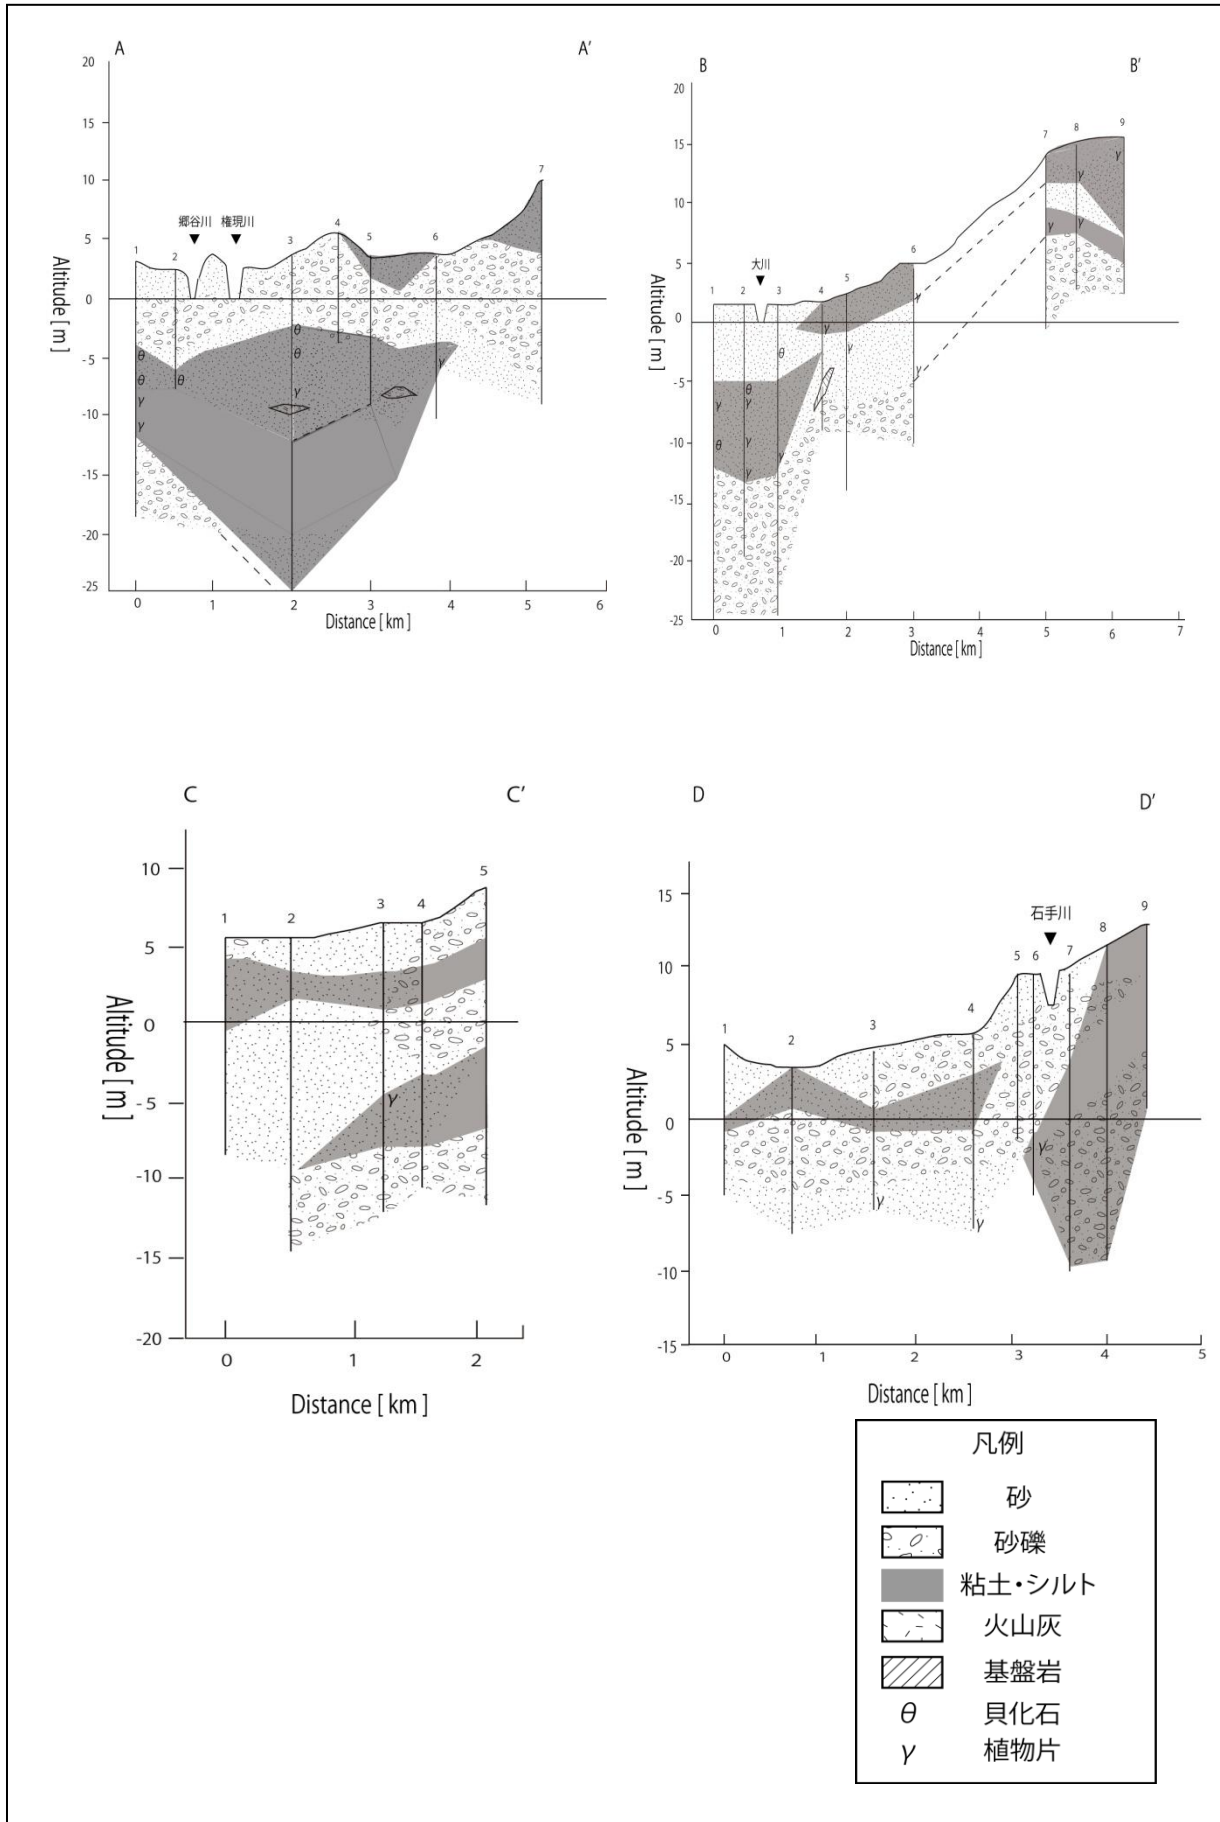 A A'
20
15
10
5
0
-5
-10
-15
-20
-25
Altitude [ m ]
郷谷川 権現川
1 2 3 4 5 6 7
θ θ θ θ θ
γ γ γ γ
0 1 2 3 4 5 6
Distance [ km ]
B B'
20
15
10
5
0
-5
-10
-15
-20
-25
Altitude [ m ]
大川
1 2 3 4 5 6 7 8 9
θ θ θ
γ γ γ γ γ γ γ γ γ γ γ γ γ
0 1 2 3 4 5 6 7
Distance [ km ]
C C'
10
5
0
-5
-10
-15
-20
Altitude [ m ]
1 2 3 4 5
γ
0 1 2
Distance [ km ]
D D'
15
10
5
0
-5
-10
-15
Altitude [ m ]
石手川
1 2 3 4 5 6 7 8 9
γ γ γ
0 1 2 3 4 5
Distance [ km ]
凡例
砂
砂礫
粘土・シルト
火山灰
基盤岩
θ 貝化石
γ 植物片